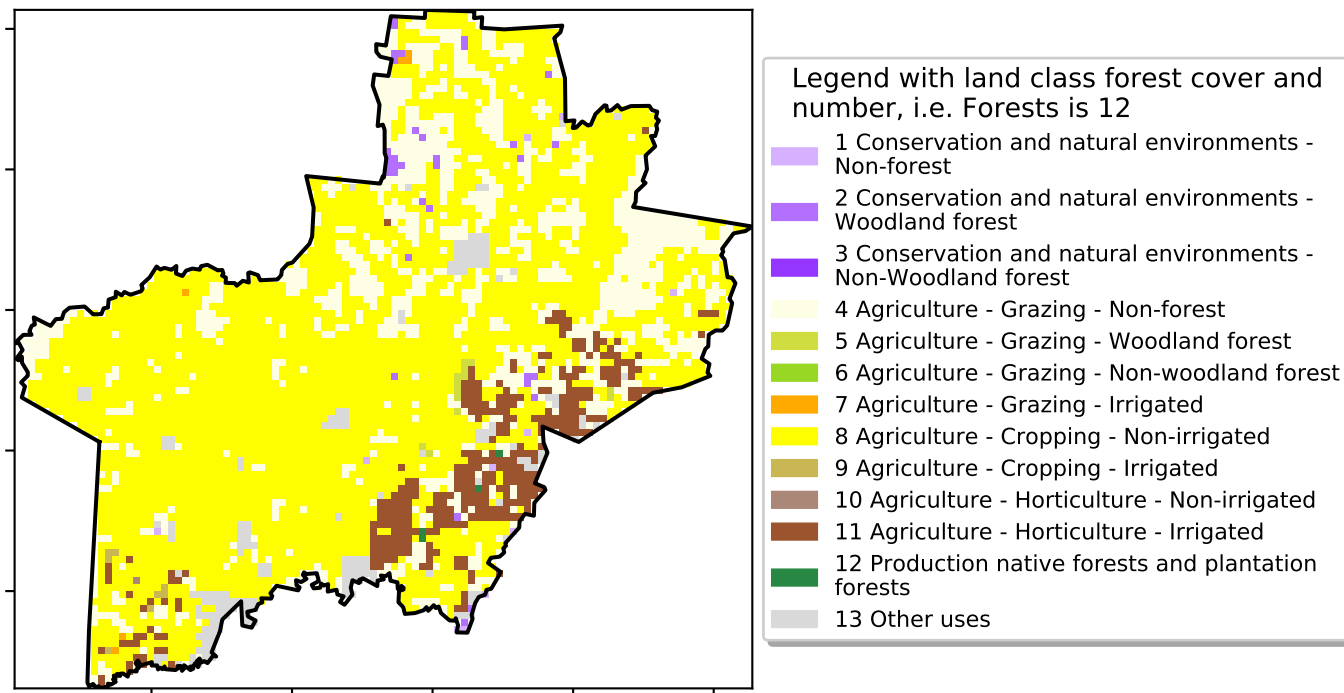 Legend with land class forest cover and
number, i.e. Forests is 12
1 Conservation and natural environments -
Non-forest
2 Conservation and natural environments -
Woodland forest
3 Conservation and natural environments -
Non-Woodland forest
4 Agriculture - Grazing - Non-forest
5 Agriculture - Grazing - Woodland forest
6 Agriculture - Grazing - Non-woodland forest
7 Agriculture - Grazing - Irrigated
8 Agriculture - Cropping - Non-irrigated
9 Agriculture - Cropping - Irrigated
10 Agriculture - Horticulture - Non-irrigated
11 Agriculture - Horticulture - Irrigated
12 Production native forests and plantation
forests
13 Other uses